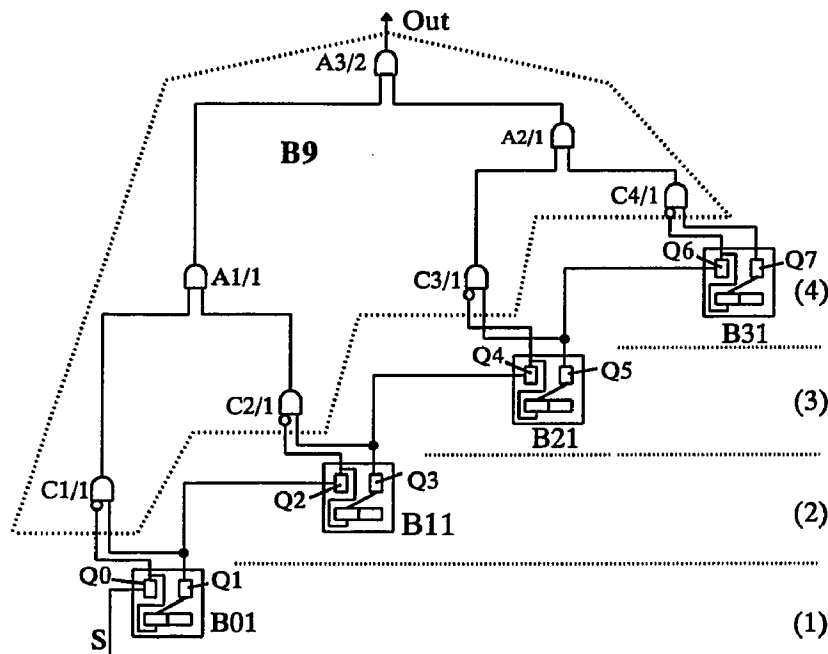 Out
A3/2
A2/1
B9
C4/1
Q6
Q7
A1/1
C3/1
(4)
B31
Q4
Q5
C2/1
(3)
B21
C1/1
Q2
Q3
B11
(2)
Q0
Q1
B01
S
(1)